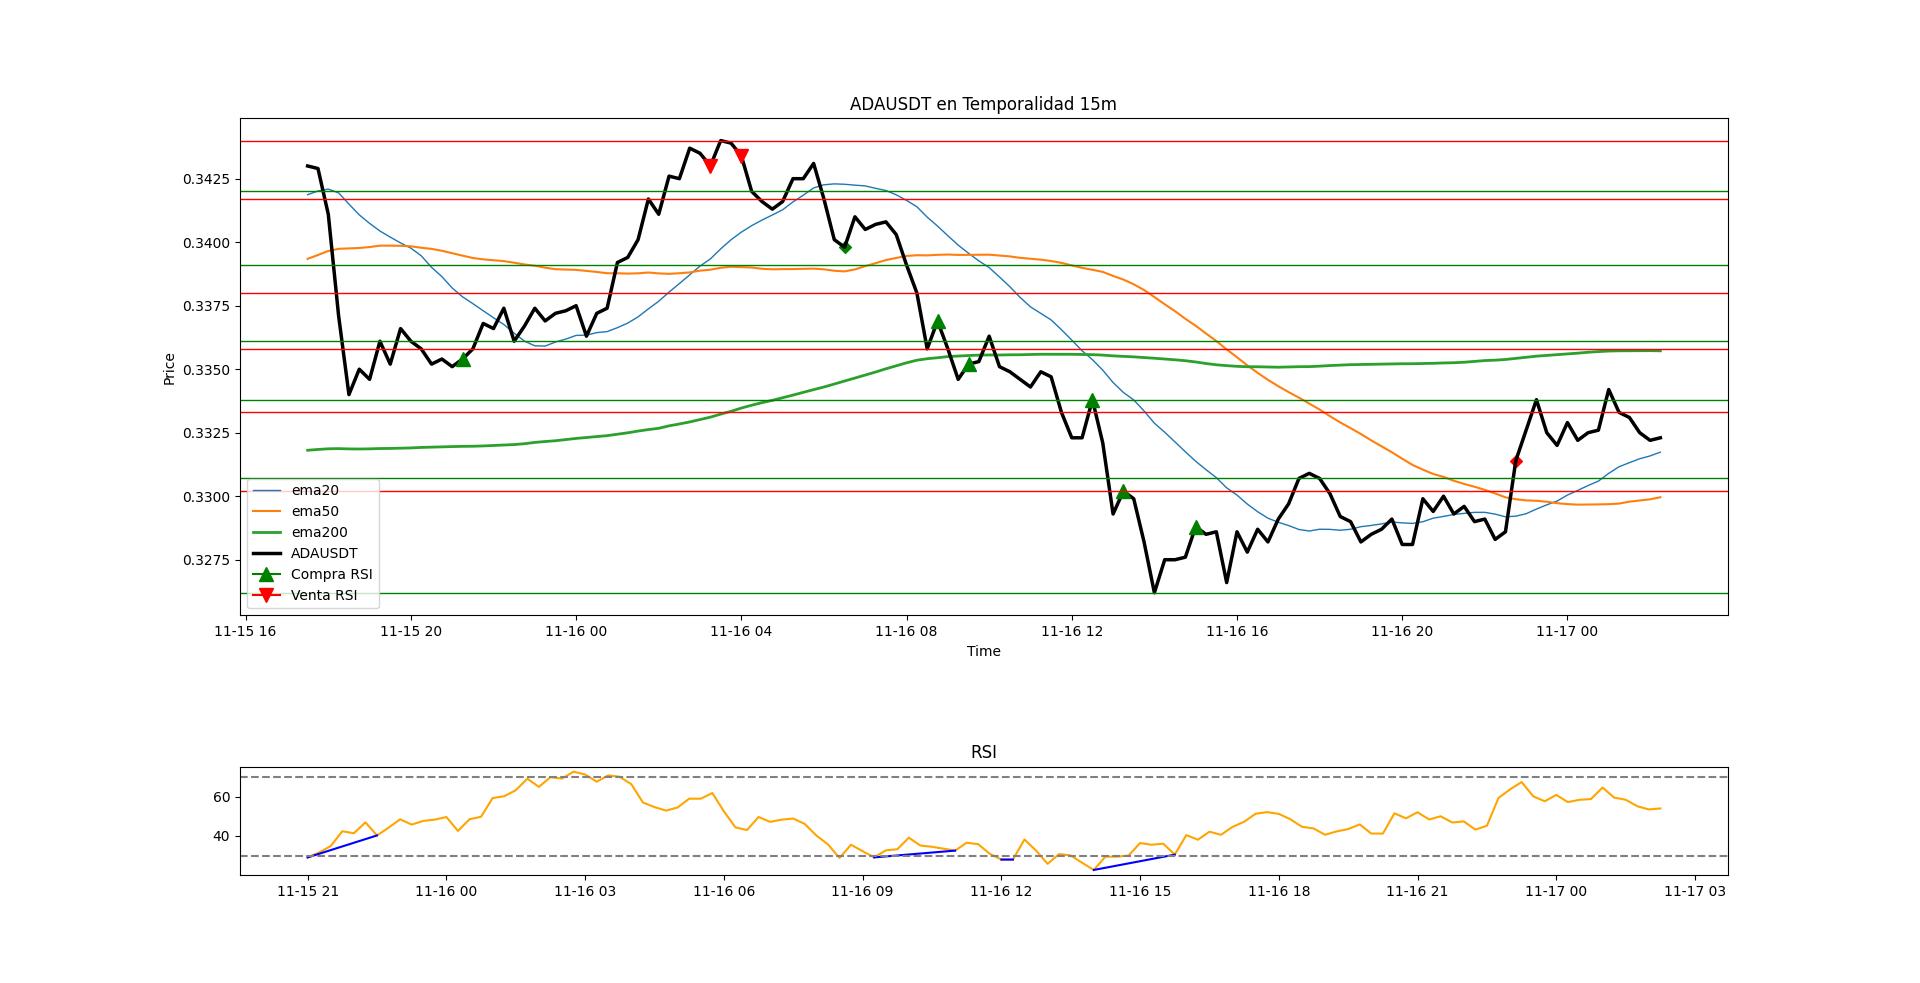 ADAUSDT en Temporalidad 15m
0.3425
0.3400
0.3375
0.3350
0.3325
0.3300
0.3275
Price
ema20
ema50
ema200
ADAUSDT
Compra RSI
Venta RSI
11-15 16 11-15 20 11-16 00 11-16 04 11-16 08 11-16 12 11-16 16 11-16 20 11-17 00
Time
RSI
60
40
11-15 21 11-16 00 11-16 03 11-16 06 11-16 09 11-16 12 11-16 15 11-16 18 11-16 21 11-17 00 11-17 03